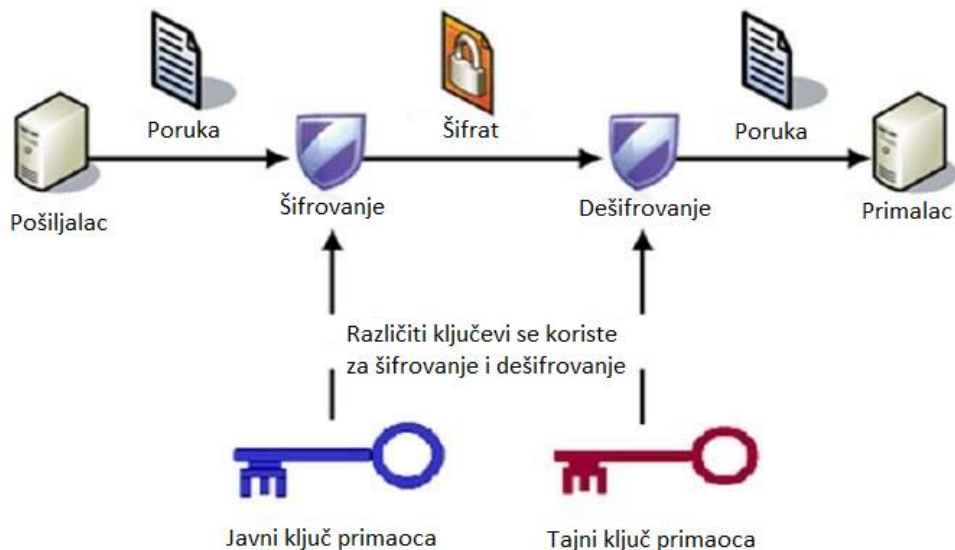 Poruka
Šifrat
Poruka
Pošiljalac
Šifrovanje
Dešifrovanje
Primalac
Različiti ključevi se koriste
za šifrovanje i dešifrovanje
Javni ključ primaoca
Tajni ključ primaoca